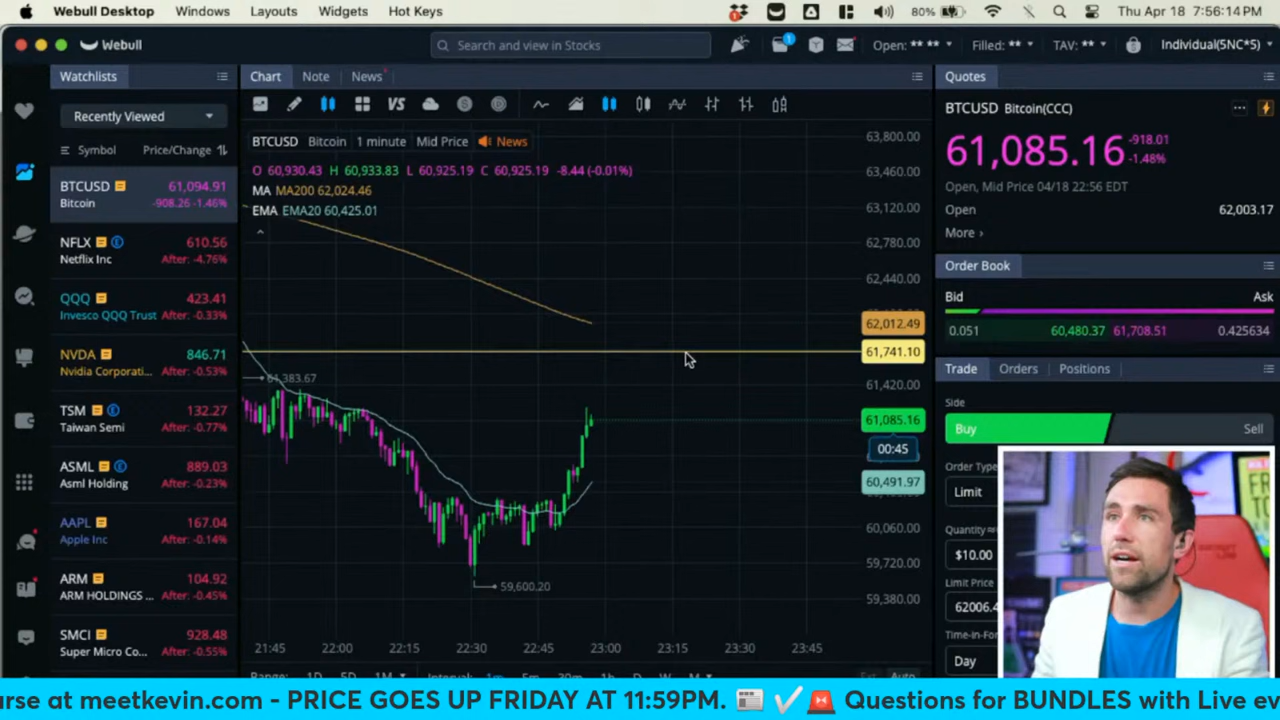 Webull Desktop Windows Layouts Widgets Hot Keys 80% Thu Apr 18 7:56:14 PM
Webull Search and view in Stocks 1 Open: ** ** Filled: ** TAV: ** Individual(5NC*5)
Watchlists
Recently Viewed
Symbol Price/Change
BTCUSD 61,094.91
Bitcoin -908.26 -1.46%
NFLX 610.56
Netflix Inc After: -4.76%
QQQ 423.41
Invesco QQQ Trust After: -0.33%
NVDA 846.71
Nvidia Corporati... After: -0.53%
TSM 132.27
Taiwan Semi After: -0.77%
ASML 889.03
Asml Holding After: -0.23%
AAPL 167.04
Apple Inc After: -0.14%
ARM 104.92
ARM HOLDINGS ... After: -0.45%
SMCI 928.48
Super Micro Co... After: -0.55%
Chart Note News
VS
BTCUSD Bitcoin 1 minute Mid Price News
O 60,930.43 H 60,933.83 L 60,925.19 C 60,925.19 -8.44 (-0.01%)
MA MA200 62,024.46
EMA EMA20 60,425.01
61,383.67
59,600.20
63,800.00
63,460.00
63,120.00
62,780.00
62,440.00
62,012.49
61,741.10
61,420.00
61,085.16
00:45
60,491.97
60,060.00
59,720.00
59,380.00
21:45 22:00 22:15 22:30 22:45 23:00 23:15 23:30 23:45
Quotes
BTCUSD Bitcoin(CCC)
61,085.16 -918.01
-1.48%
Open, Mid Price 04/18 22:56 EDT
Open 62,003.17
More ›
Order Book
Bid Ask
0.051 60,480.37 61,708.51 0.425634
Trade Orders Positions
Side
Buy Sell
Order Type
Limit
Quantity
$10.00
Limit Price
62006.4
Time-in-For
Day
urse at meetkevin.com - PRICE GOES UP FRIDAY AT 11:59PM. 📰 ✔️🚨 Questions for BUNDLES with Live ev